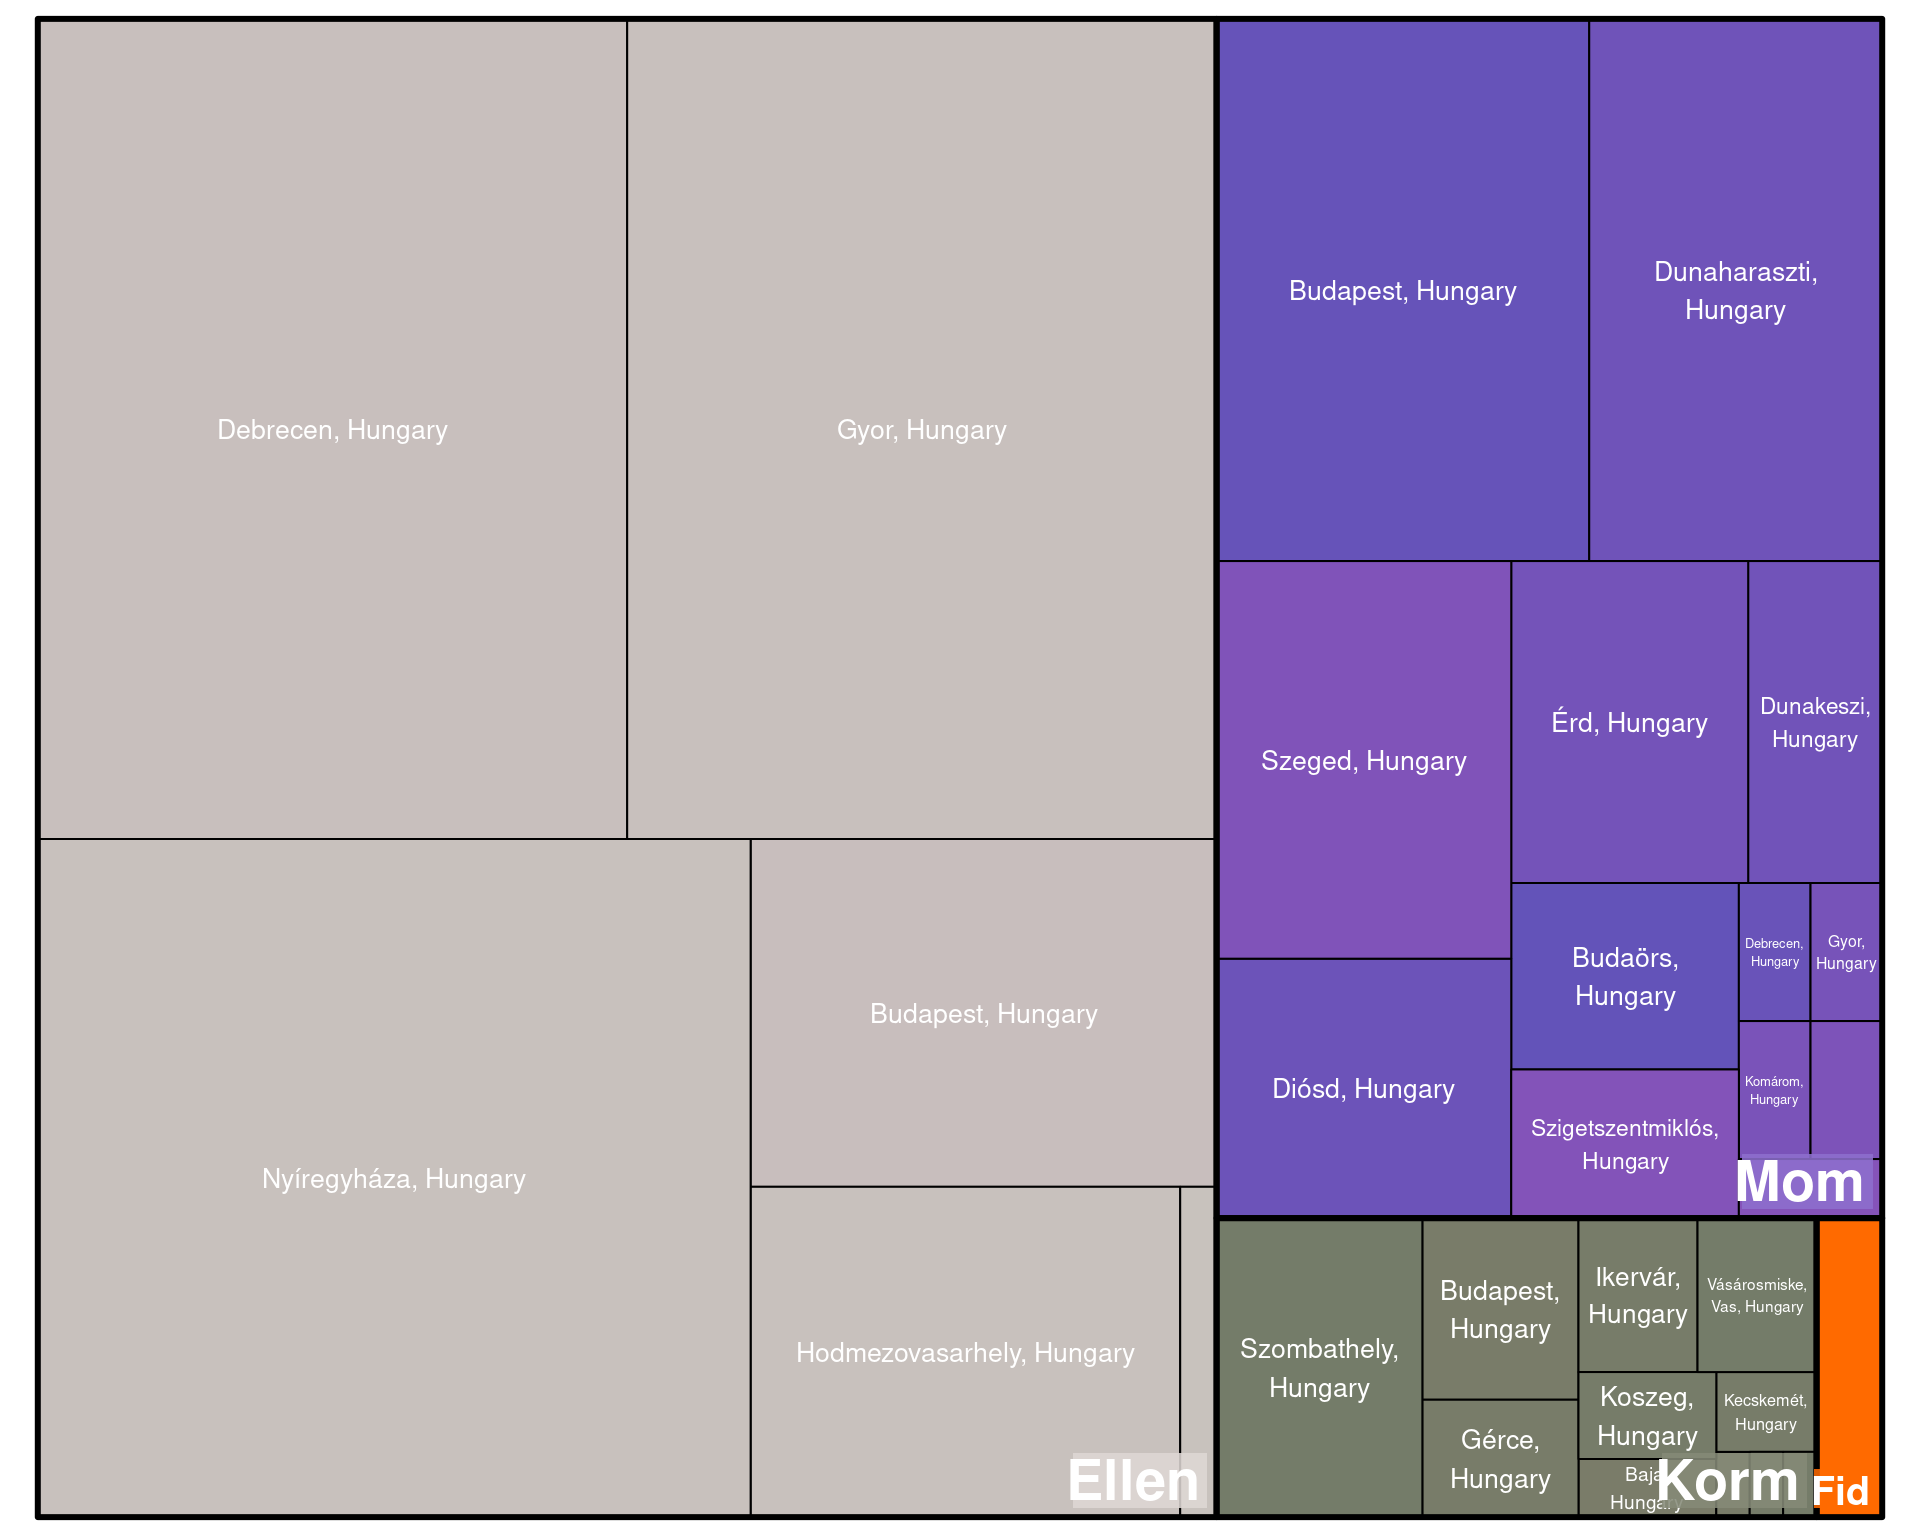 Debrecen, Hungary
Gyor, Hungary
Nyíregyháza, Hungary
Budapest, Hungary
Hodmezovasarhely, Hungary
Ellen
Budapest, Hungary
Dunaharaszti,
Hungary
Szeged, Hungary
Érd, Hungary
Dunakeszi,
Hungary
Diósd, Hungary
Budaörs,
Hungary
Debrecen,
Hungary
Gyor,
Hungary
Komárom,
Hungary
Szigetszentmiklós,
Hungary
Mom
Szombathely,
Hungary
Budapest,
Hungary
Ikervár,
Hungary
Vásárosmiske,
Vas, Hungary
Gérce,
Hungary
Koszeg,
Hungary
Kecskemét,
Hungary
Baja,
Hungary
Korm
Fid